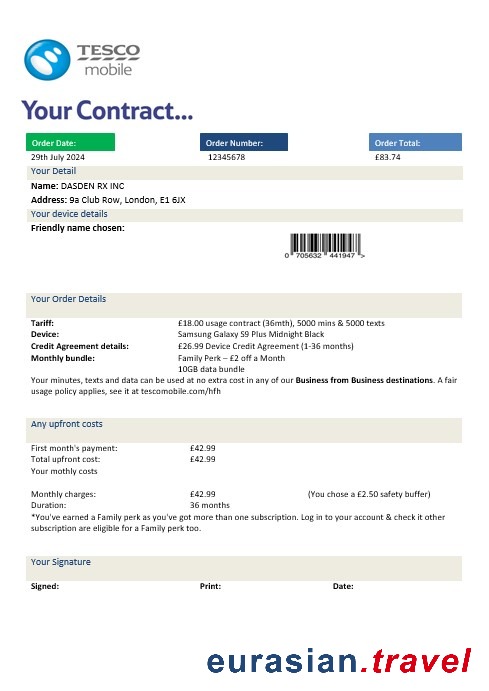 TESCO
mobile
Your Contract...
Order Date: Order Number: Order Total:
29th July 2024 12345678 £83.74
Your Detail
Name: DASDEN RX INC
Address: 9a Club Row, London, E1 6JX
Your device details
Friendly name chosen:
0 705632 441947 >
Your Order Details
Tariff: £18.00 usage contract (36mth), 5000 mins & 5000 texts
Device: Samsung Galaxy S9 Plus Midnight Black
Credit Agreement details: £26.99 Device Credit Agreement (1-36 months)
Monthly bundle: Family Perk – £2 off a Month
10GB data bundle
Your minutes, texts and data can be used at no extra cost in any of our Business from Business destinations. A fair
usage policy applies, see it at tescomobile.com/hfh
Any upfront costs
First month's payment: £42.99
Total upfront cost: £42.99
Your mothly costs
Monthly charges: £42.99 (You chose a £2.50 safety buffer)
Duration: 36 months
*You've earned a Family perk as you've got more than one subscription. Log in to your account & check it other
subscription are eligible for a Family perk too.
Your Signature
Signed: Print: Date:
eurasian.travel